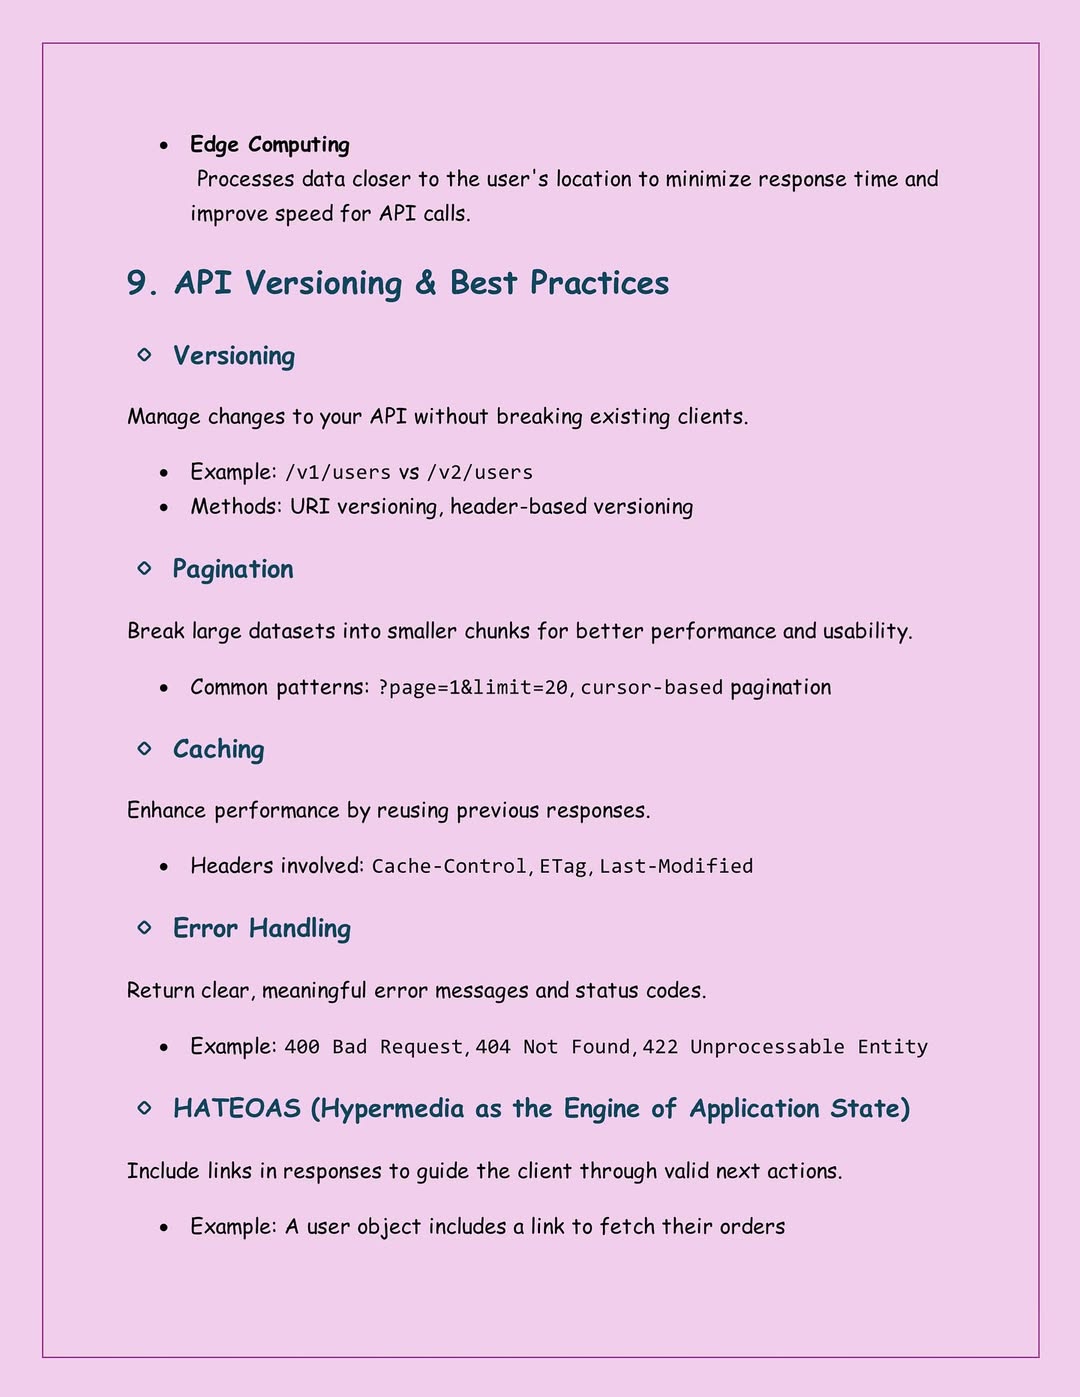 • Edge Computing
Processes data closer to the user's location to minimize response time and
improve speed for API calls.
9. API Versioning & Best Practices
⋄ Versioning
Manage changes to your API without breaking existing clients.
• Example: /v1/users vs /v2/users
• Methods: URI versioning, header-based versioning
⋄ Pagination
Break large datasets into smaller chunks for better performance and usability.
• Common patterns: ?page=1&limit=20, cursor-based pagination
⋄ Caching
Enhance performance by reusing previous responses.
• Headers involved: Cache-Control, ETag, Last-Modified
⋄ Error Handling
Return clear, meaningful error messages and status codes.
• Example: 400 Bad Request, 404 Not Found, 422 Unprocessable Entity
⋄ HATEOAS (Hypermedia as the Engine of Application State)
Include links in responses to guide the client through valid next actions.
• Example: A user object includes a link to fetch their orders